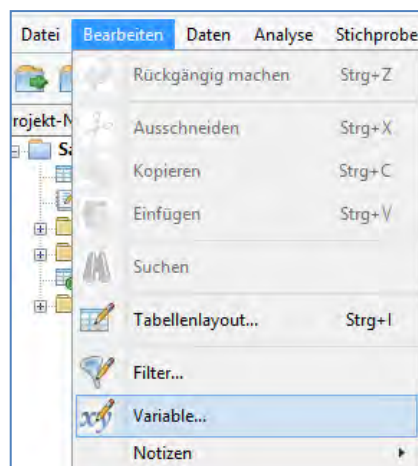 Datei Bearbeiten Daten Analyse Stichprobe
Rückgängig machen Strg+Z
rojekt-N
Ausschneiden Strg+X
Sa
Kopieren Strg+C
Einfügen Strg+V
Suchen
Tabellenlayout... Strg+I
Filter...
Variable...
Notizen